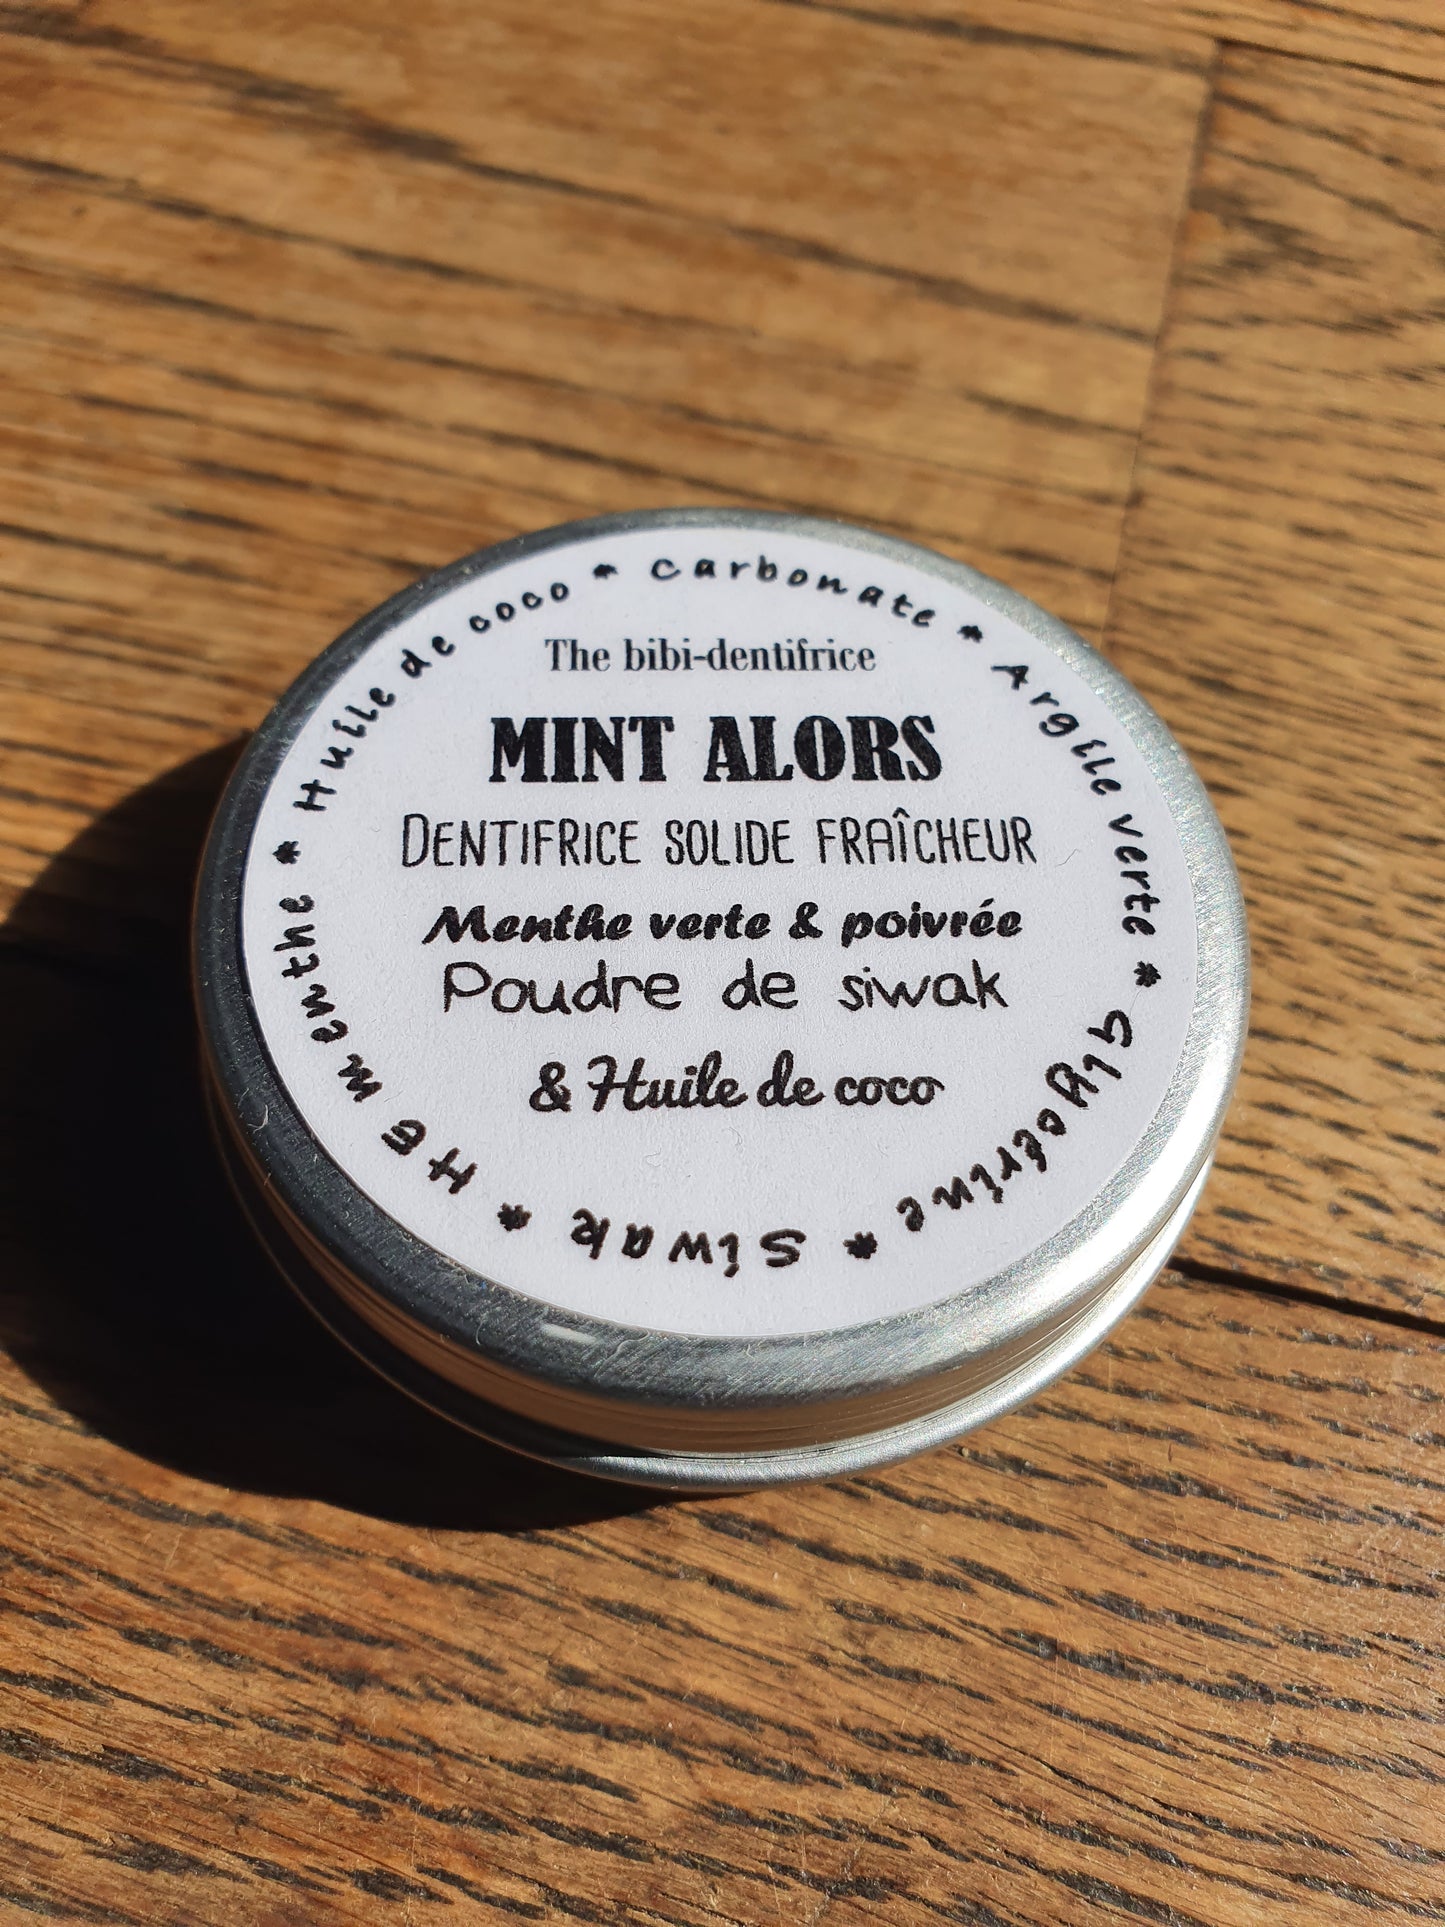 The bibi-dentifrice
MINT ALORS
DENTIFRICE SOLIDE FRAÎCHEUR
Menthe verte & poivrée
Poudre de siwak
& Huile de coco
Huile de coco * carbonate * Argile verte * Glycérine * Siwak * HE menthe *